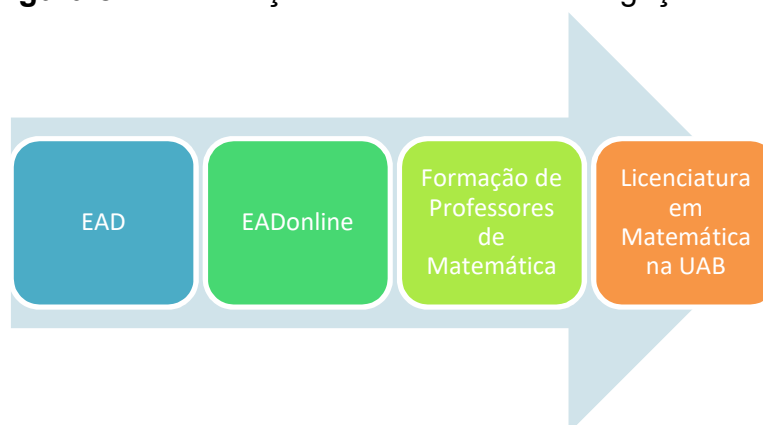 EAD
EADonline
Formação de
Professores
de
Matemática
Licenciatura
em
Matemática
na UAB